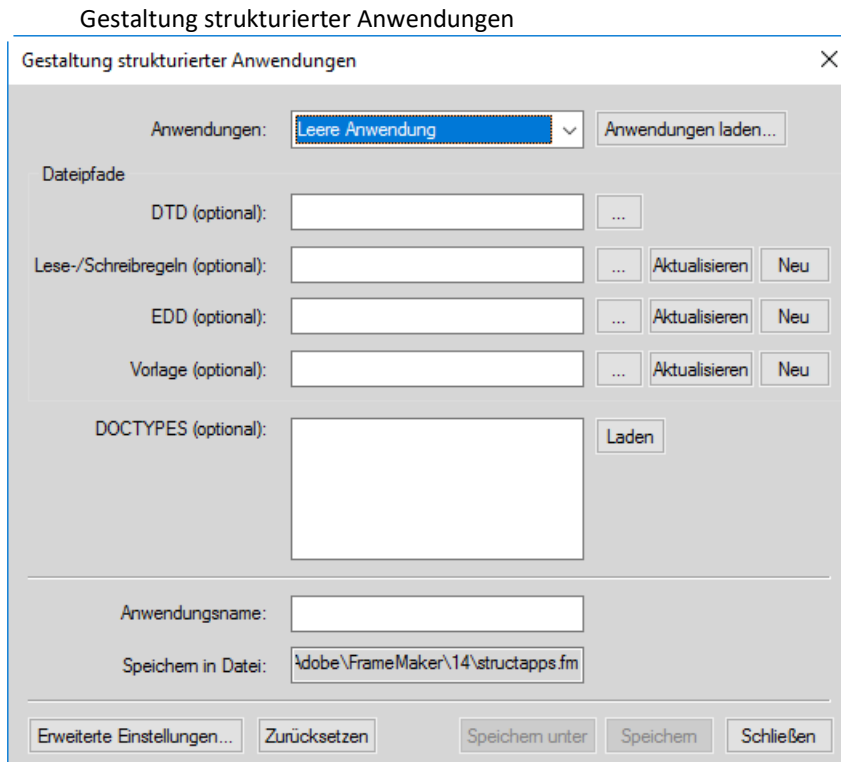 Gestaltung strukturierter Anwendungen
Gestaltung strukturierter Anwendungen
Anwendungen: Leere Anwendung Anwendungen laden...
Dateipfade
DTD (optional): ...
Lese-/Schreibregeln (optional): ... Aktualisieren Neu
EDD (optional): ... Aktualisieren Neu
Vorlage (optional): ... Aktualisieren Neu
DOCTYPES (optional): Laden
Anwendungsname:
Speichern in Datei: \Adobe\FrameMaker\14\structapps.fm
Erweiterte Einstellungen... Zurücksetzen Speichern unter Speichern Schließen